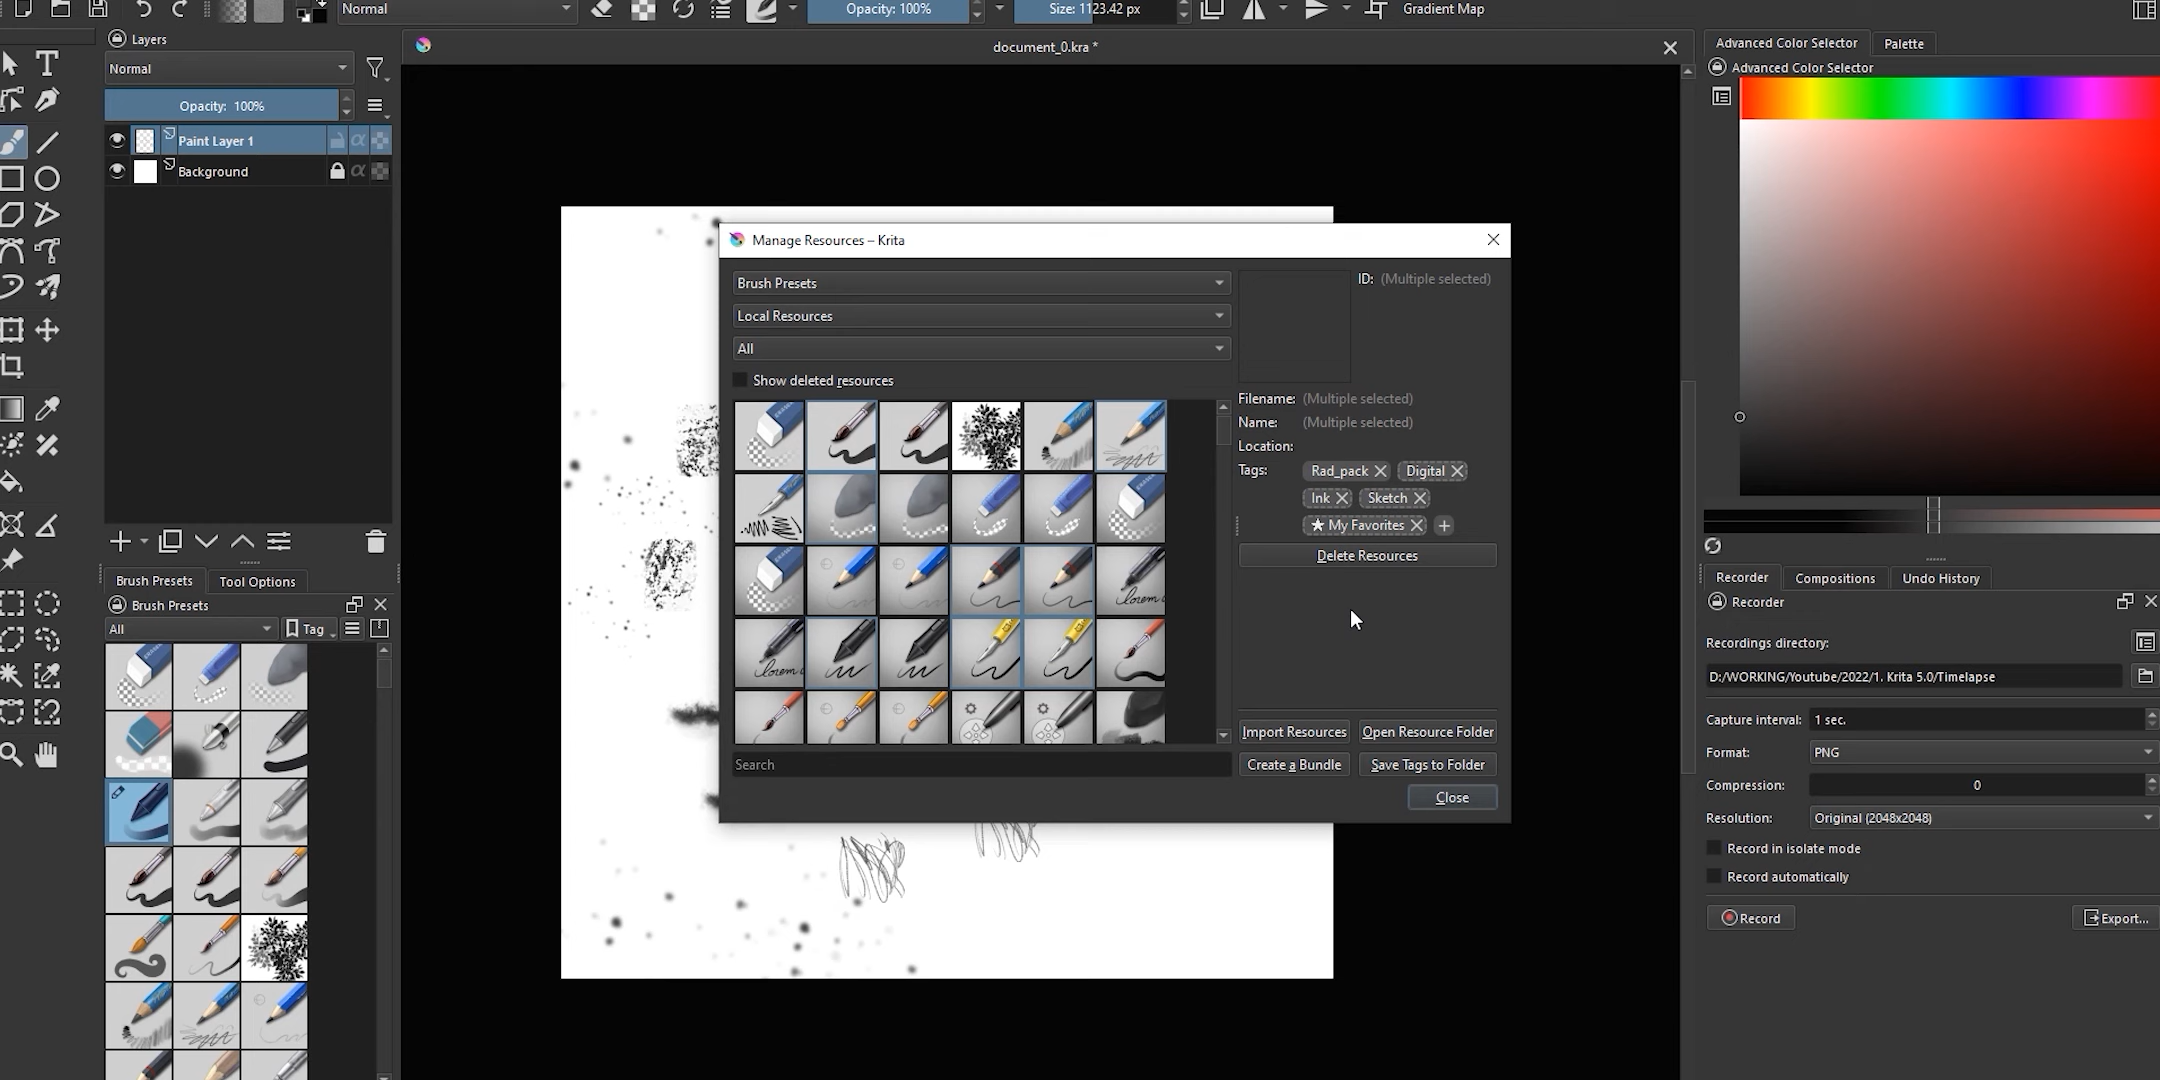 Normal
Opacity: 100%
Size: 1123.42 px
Gradient Map
Layers
document_0.kra *
Normal
Opacity: 100%
Paint Layer 1
Background
Brush Presets
Tool Options
Brush Presets
All
Tag
Manage Resources – Krita
Brush Presets
Local Resources
All
Show deleted resources
ERASER
lorem
lorem
Search
ID: (Multiple selected)
Filename: (Multiple selected)
Name: (Multiple selected)
Location:
Tags: Rad_pack Digital
Ink Sketch
My Favorites
Delete Resources
Import Resources Open Resource Folder
Create a Bundle Save Tags to Folder
Close
Advanced Color Selector Palette
Advanced Color Selector
Recorder Compositions Undo History
Recorder
Recordings directory:
D:/WORKING/Youtube/2022/1. Krita 5.0/Timelapse
Capture interval: 1 sec.
Format: PNG
Compression: 0
Resolution: Original (2048x2048)
Record in isolate mode
Record automatically
Record Export...